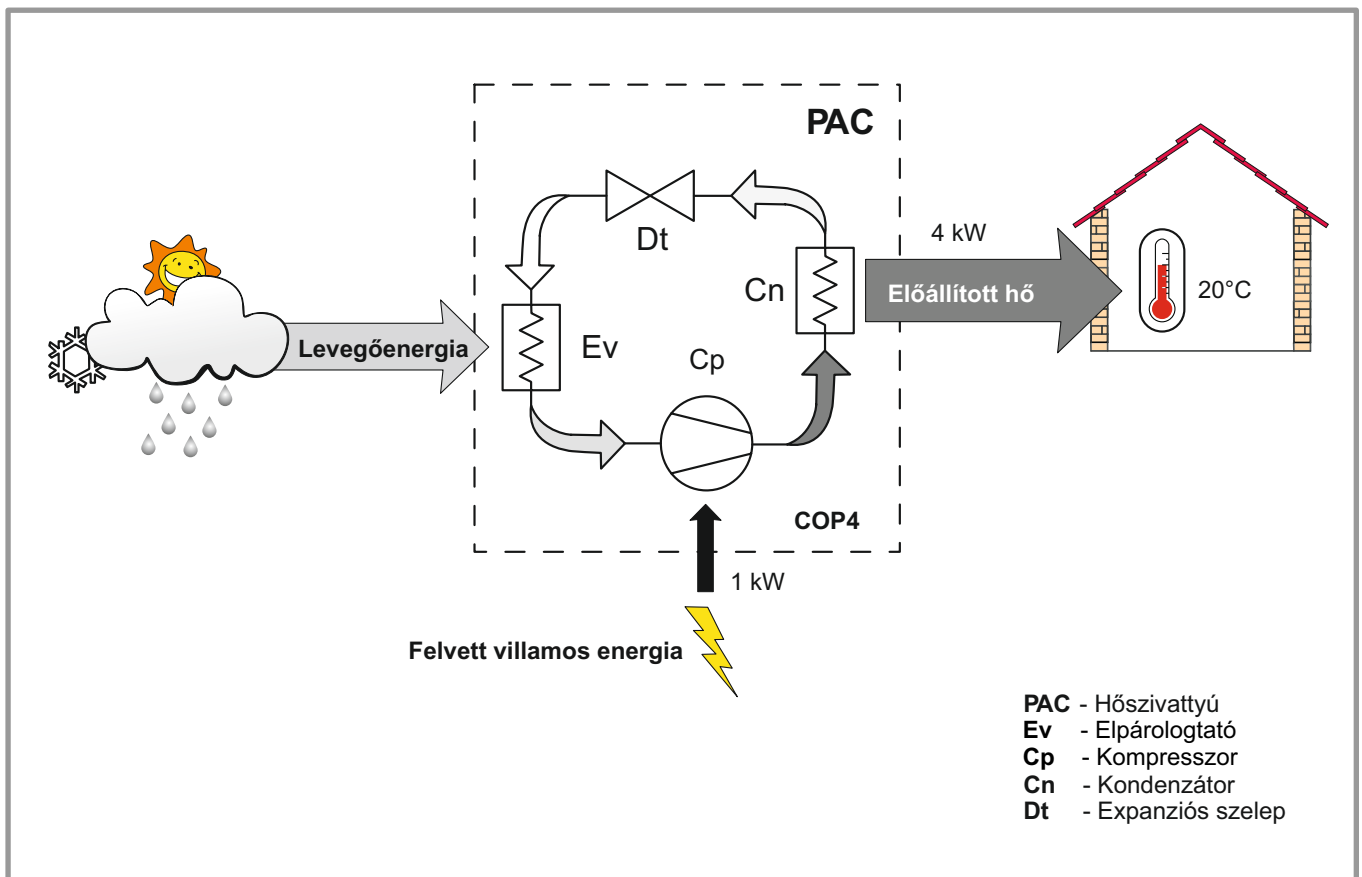 PAC
Dt
4 kW
Cn
Előállított hő
20°C
Levegőenergia
Ev
Cp
COP4
1 kW
Felvett villamos energia
PAC - Hőszivattyú
Ev - Elpárologtató
Cp - Kompresszor
Cn - Kondenzátor
Dt - Expanziós szelep